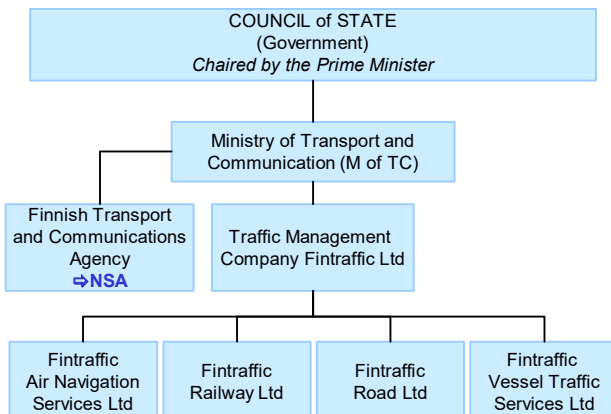 COUNCIL of STATE
(Government)
Chaired by the Prime Minister
Ministry of Transport and
Communication (M of TC)
Finnish Transport
and Communications
Agency
⇨NSA
Traffic Management
Company Fintraffic Ltd
Fintraffic
Air Navigation
Services Ltd
Fintraffic
Railway Ltd
Fintraffic
Road Ltd
Fintraffic
Vessel Traffic
Services Ltd